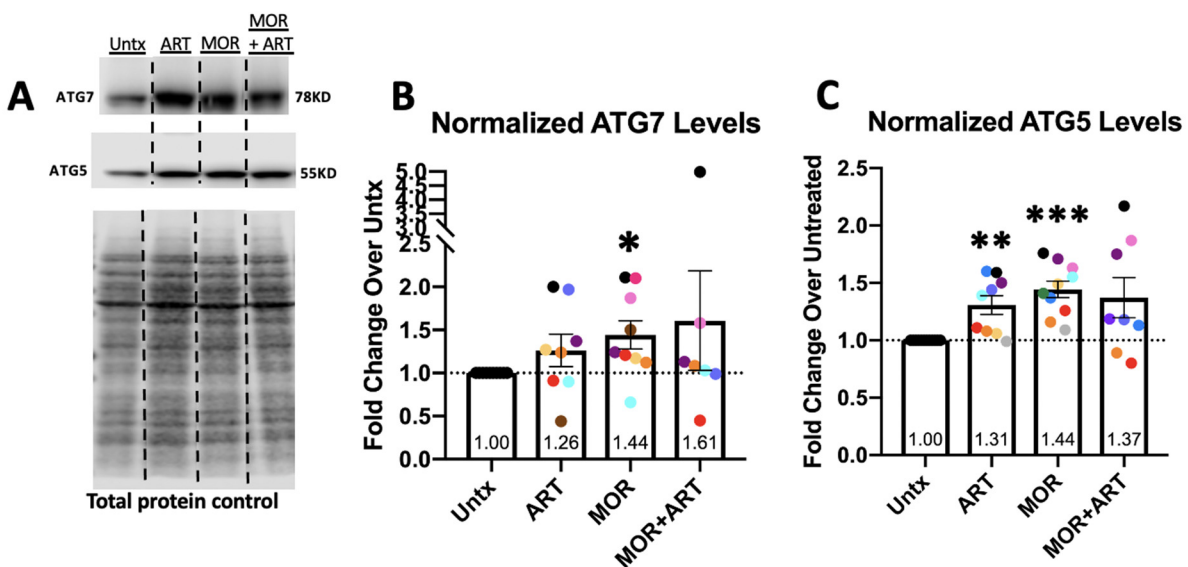 MOR
Untx ART MOR + ART
A
ATG7 78KD
ATG5 55KD
Total protein control
B
Normalized ATG7 Levels
Fold Change Over Untx
5.0
4.5
4.0
3.5
3.0
2.5
2.0
1.5
1.0
0.5
0.0
*
1.00 1.26 1.44 1.61
Untx ART MOR MOR+ART
C
Normalized ATG5 Levels
Fold Change Over Untreated
2.5
2.0
1.5
1.0
0.5
0.0
** ***
1.00 1.31 1.44 1.37
Untx ART MOR MOR+ART